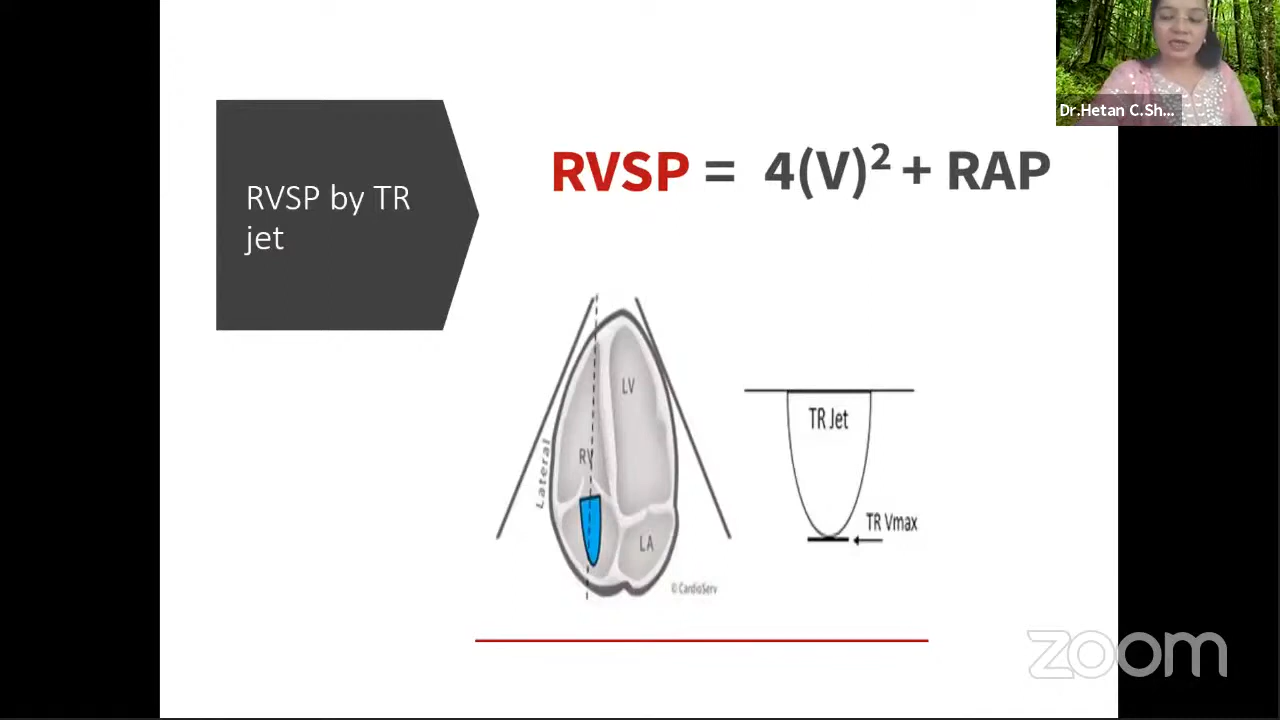 Dr.Hetan C.Sh...
RVSP = 4(V)² + RAP
RVSP by TR
jet
LV
RV
Lateral
LA
© CardioServ
TR Jet
TR Vmax
zoom